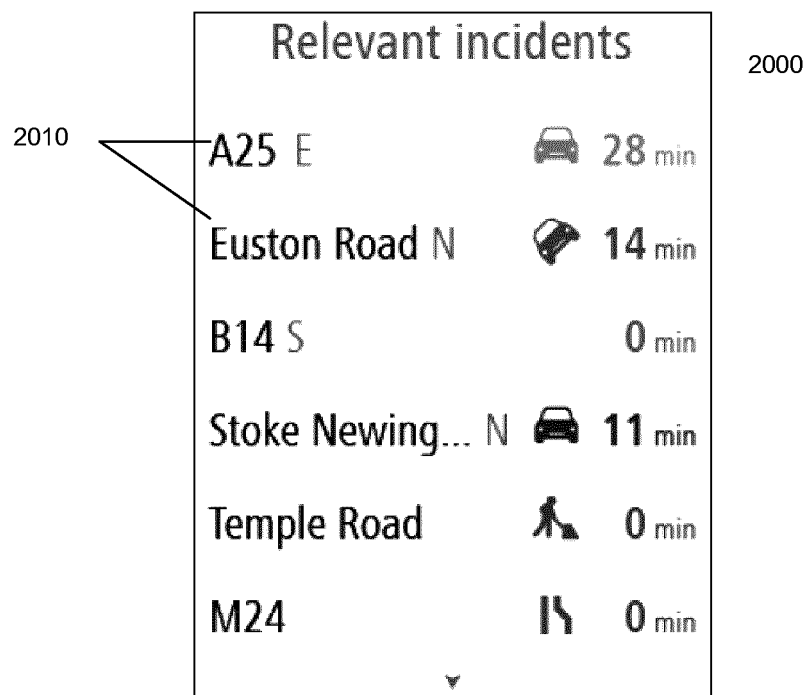 Relevant incidents
2000
2010
A25 E 28 min
Euston Road N 14 min
B14 S 0 min
Stoke Newing... N 11 min
Temple Road 0 min
M24 0 min